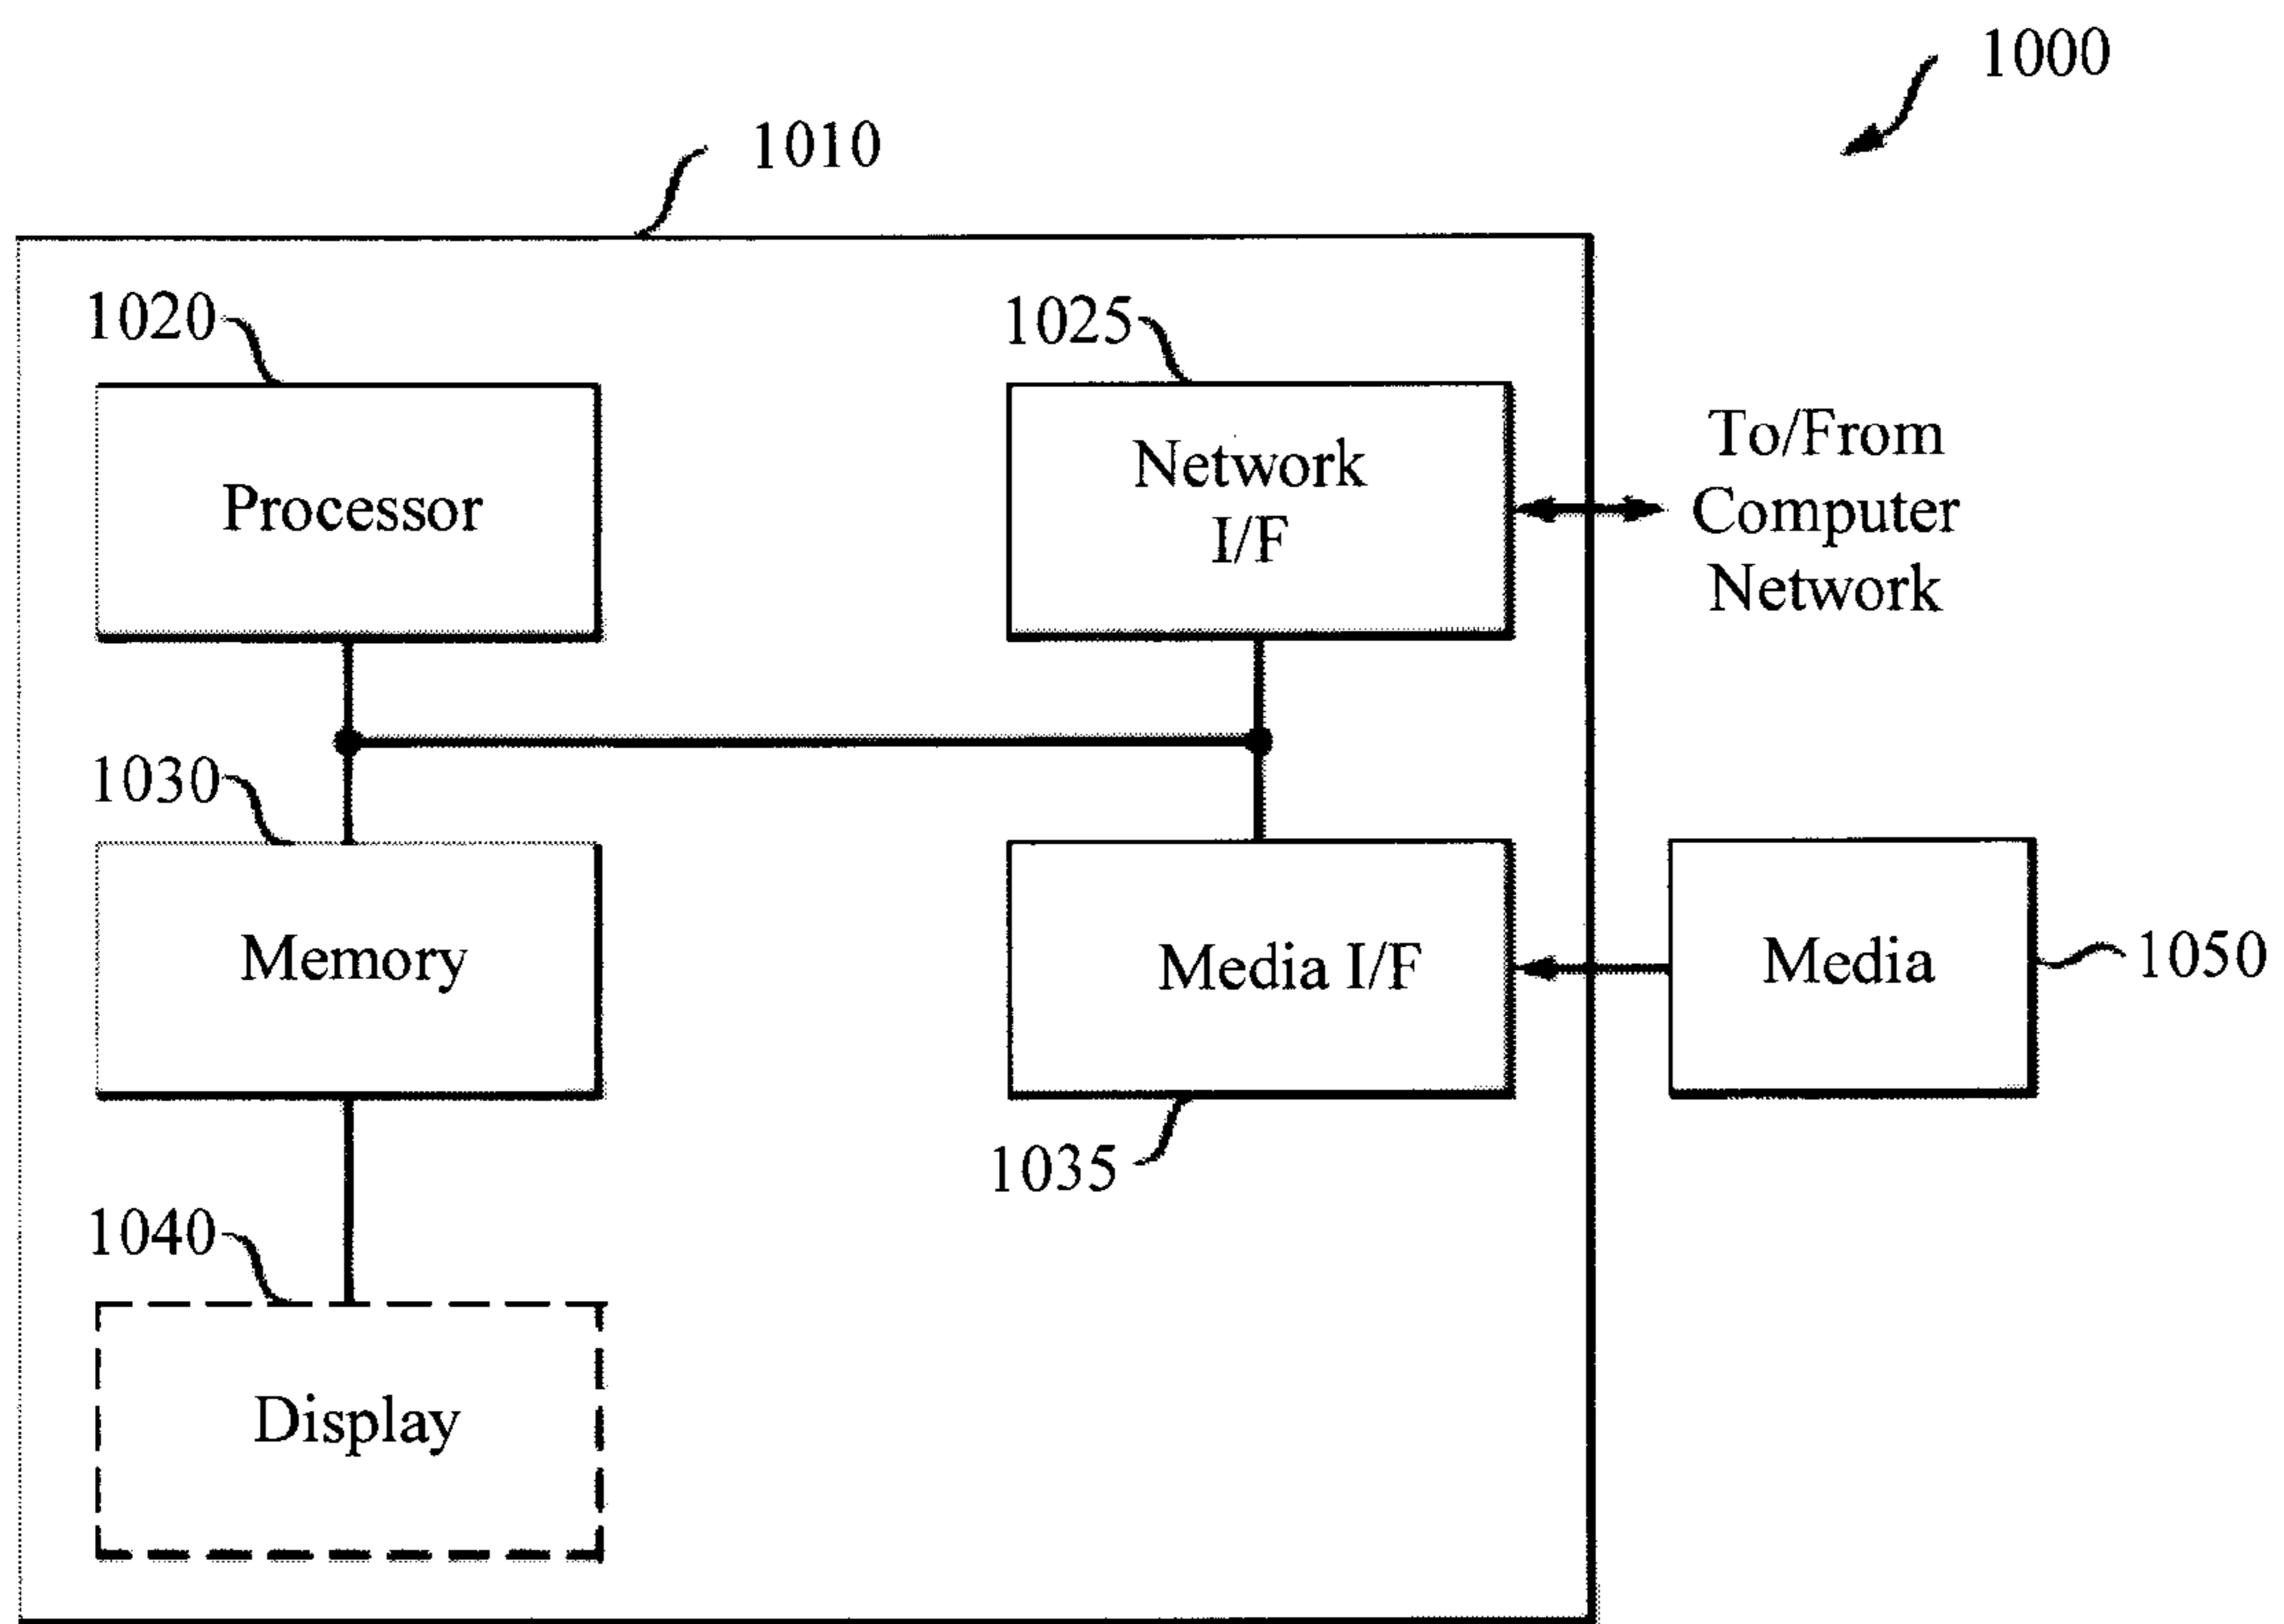 1000
1010
1020
1025
Processor
Network
I/F
To/From
Computer
Network
1030
Memory
Media I/F
Media
1050
1035
1040
Display